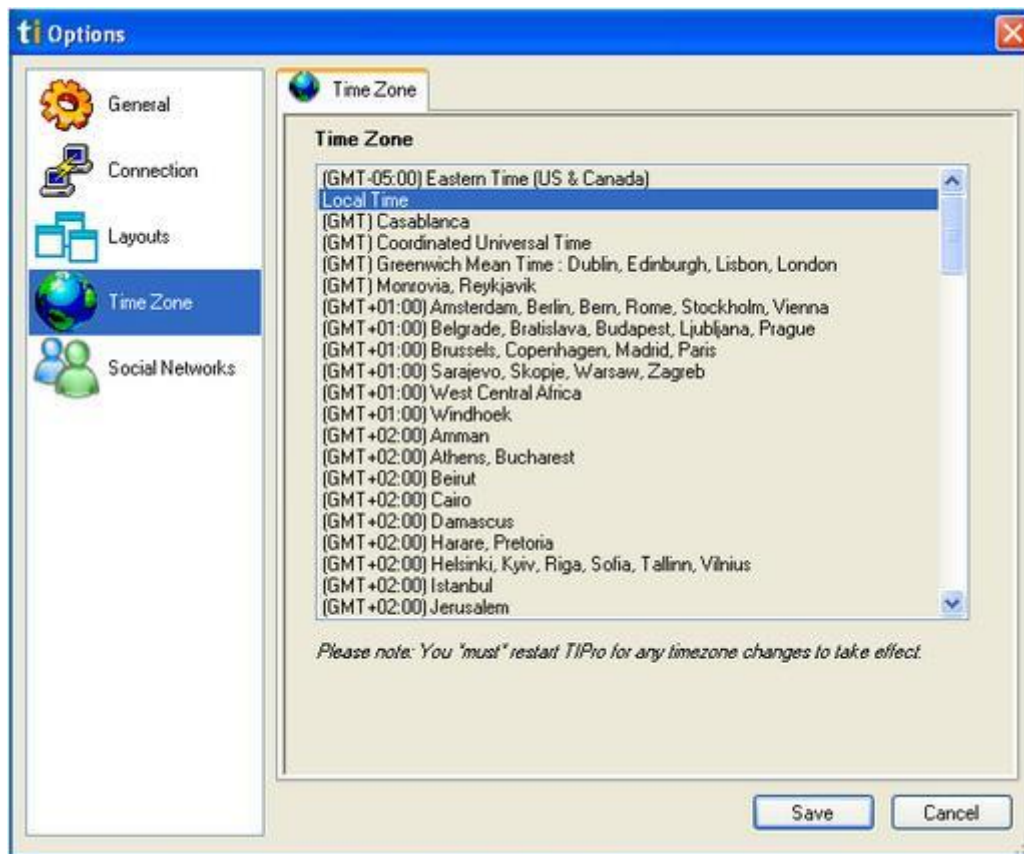 ti Options
General
Connection
Layouts
Time Zone
Social Networks
Time Zone
Time Zone
(GMT-05:00) Eastern Time (US & Canada)
Local Time
(GMT) Casablanca
(GMT) Coordinated Universal Time
(GMT) Greenwich Mean Time : Dublin, Edinburgh, Lisbon, London
(GMT) Monrovia, Reykjavik
(GMT+01:00) Amsterdam, Berlin, Bern, Rome, Stockholm, Vienna
(GMT+01:00) Belgrade, Bratislava, Budapest, Ljubljana, Prague
(GMT+01:00) Brussels, Copenhagen, Madrid, Paris
(GMT+01:00) Sarajevo, Skopje, Warsaw, Zagreb
(GMT+01:00) West Central Africa
(GMT+01:00) Windhoek
(GMT+02:00) Amman
(GMT+02:00) Athens, Bucharest
(GMT+02:00) Beirut
(GMT+02:00) Cairo
(GMT+02:00) Damascus
(GMT+02:00) Harare, Pretoria
(GMT+02:00) Helsinki, Kyiv, Riga, Sofia, Tallinn, Vilnius
(GMT+02:00) Istanbul
(GMT+02:00) Jerusalem
Please note: You "must" restart TIPro for any timezone changes to take effect.
Save
Cancel